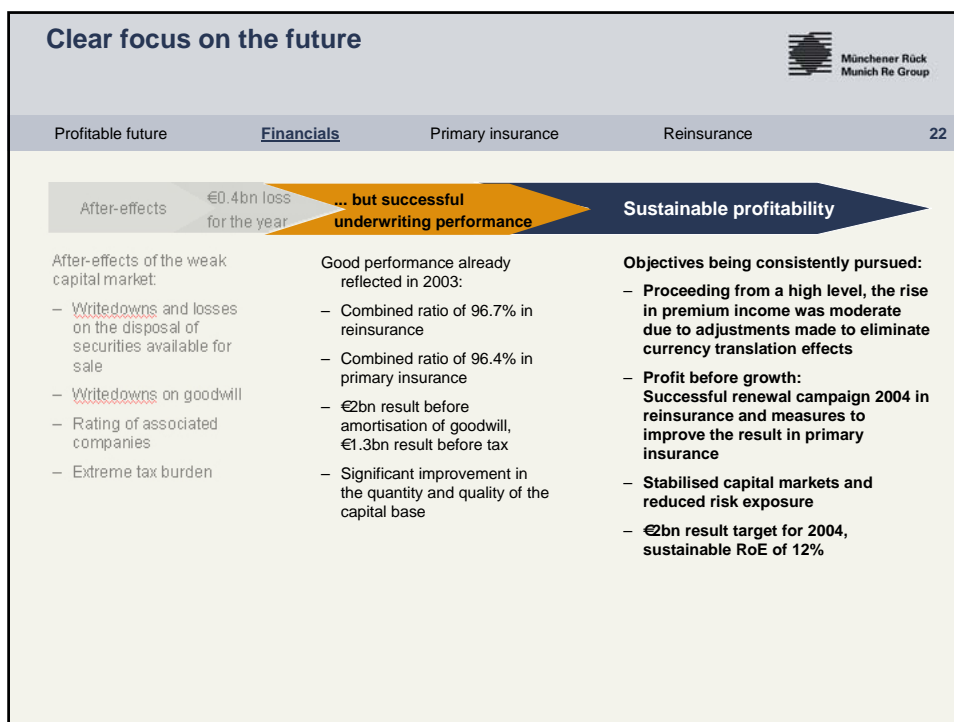 Clear focus on the future
Münchener Rück
Munich Re Group
Profitable future Financials Primary insurance Reinsurance 22
After-effects
€0.4bn loss
for the year
... but successful
underwriting performance
Sustainable profitability
After-effects of the weak
capital market:
– Writedowns and losses
on the disposal of
securities available for
sale
– Writedowns on goodwill
– Rating of associated
companies
– Extreme tax burden
Good performance already
reflected in 2003:
– Combined ratio of 96.7% in
reinsurance
– Combined ratio of 96.4% in
primary insurance
– €2bn result before
amortisation of goodwill,
€1.3bn result before tax
– Significant improvement in
the quantity and quality of the
capital base
Objectives being consistently pursued:
– Proceeding from a high level, the rise
in premium income was moderate
due to adjustments made to eliminate
currency translation effects
– Profit before growth:
Successful renewal campaign 2004 in
reinsurance and measures to
improve the result in primary
insurance
– Stabilised capital markets and
reduced risk exposure
– €2bn result target for 2004,
sustainable RoE of 12%